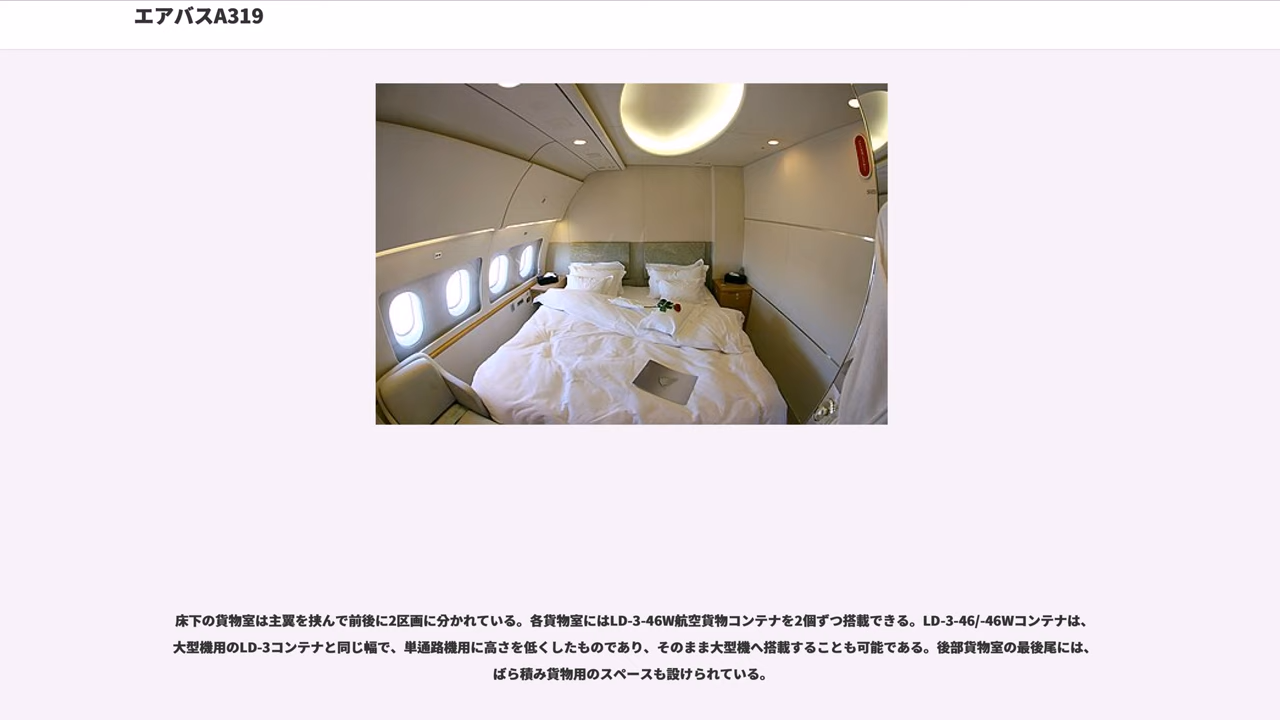 エアバスA319
床下の貨物室は主翼を挟んで前後に2区画に分かれている。各貨物室にはLD-3-46W航空貨物コンテナを2個ずつ搭載できる。LD-3-46/-46Wコンテナは、
大型機用のLD-3コンテナと同じ幅で、単通路機用に高さを低くしたものであり、そのまま大型機へ搭載することも可能である。後部貨物室の最後尾には、
ばら積み貨物用のスペースも設けられている。